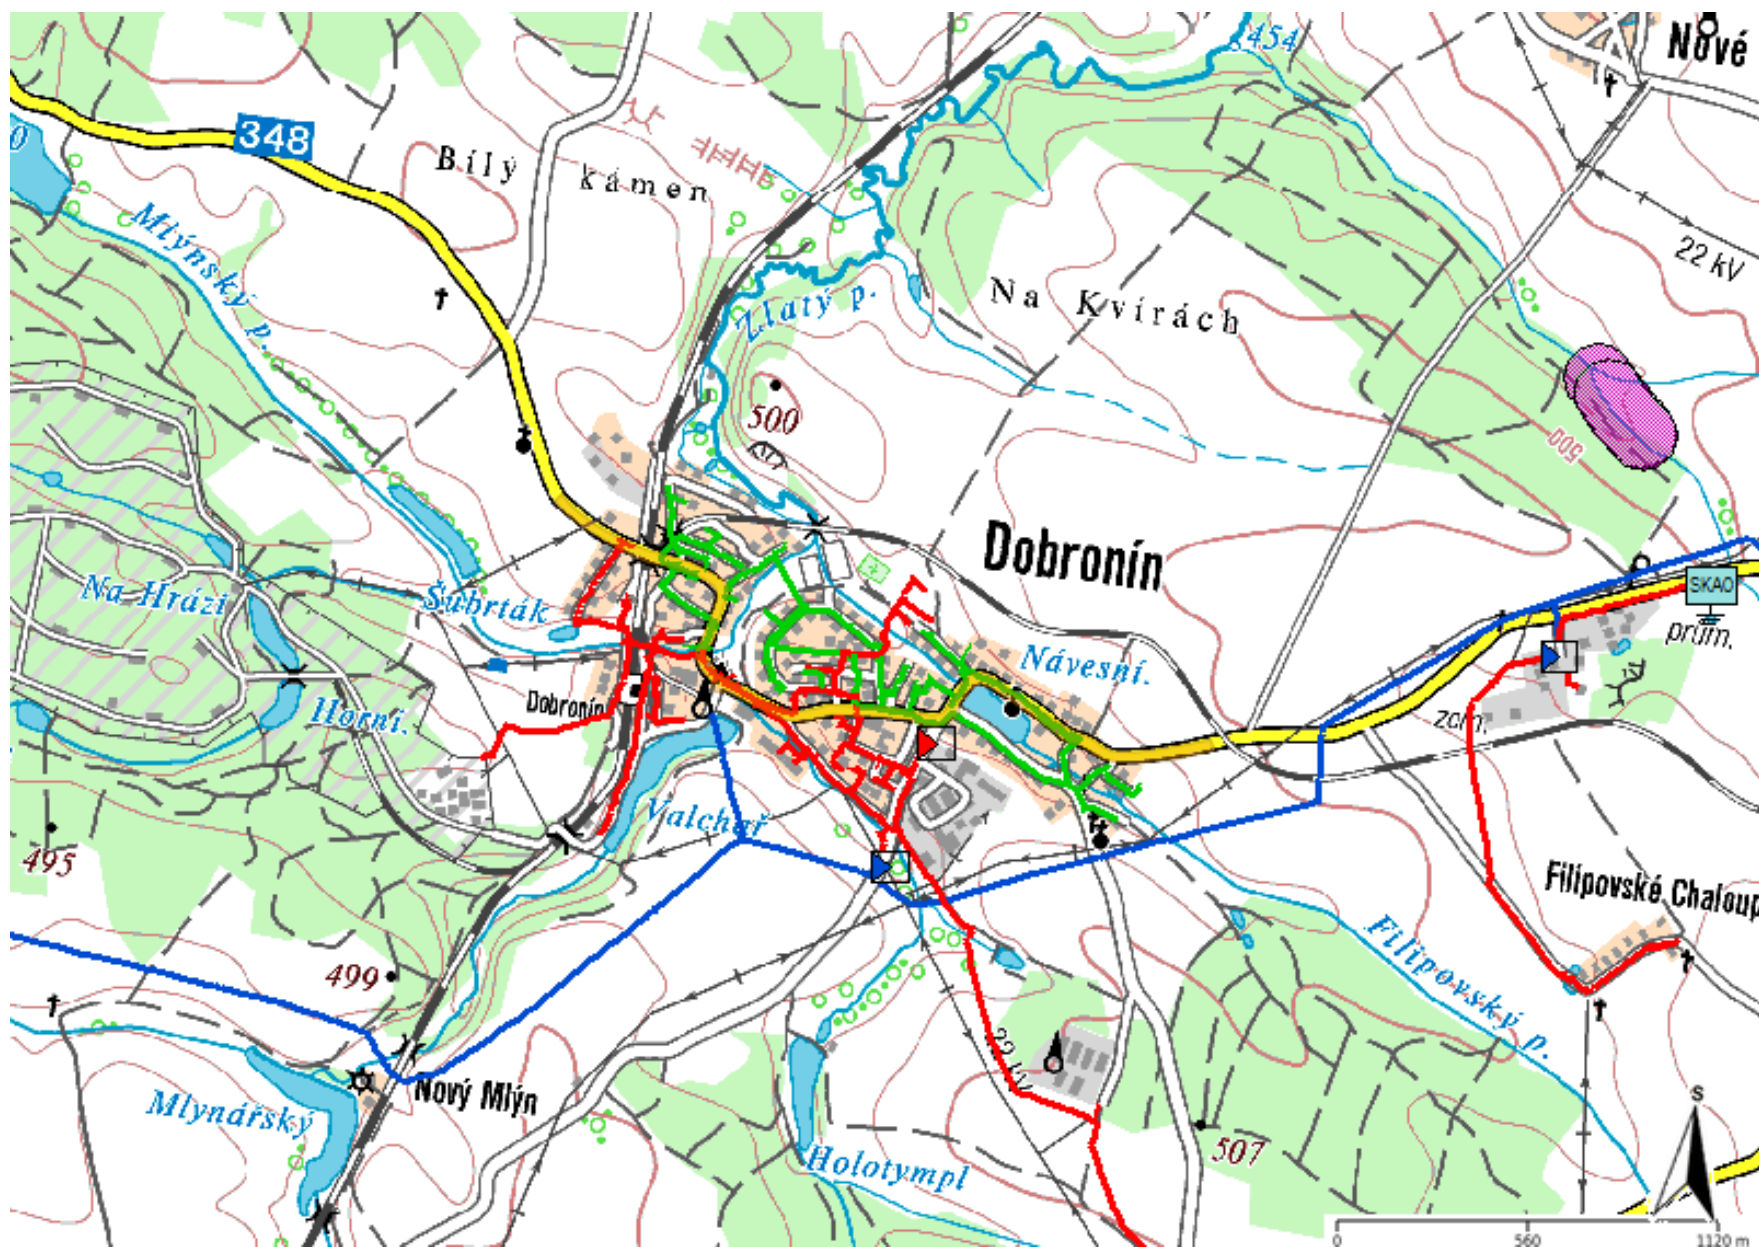 454
Nové
348
0
Bílý kámen
22 kV
Mlýnský p.
Zlatý p.
Na Kvírách
500
500
Dobronín
SKAO
Na Hrázi
Šubrták
prům.
Návesní.
Dobronín
Horní.
zem.
Valchař
495
Filipovské Chaloup
499
Filipovský p.
22 kV
Nový Mlýn
Mlynářský
S
507
Holotympl
0 560 1120 m